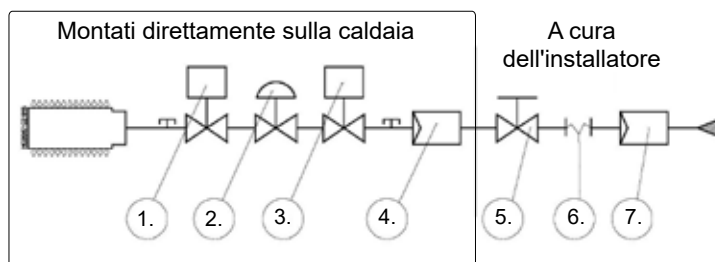 Montati direttamente sulla caldaia
A cura
dell'installatore
1.
2.
3.
4.
5.
6.
7.